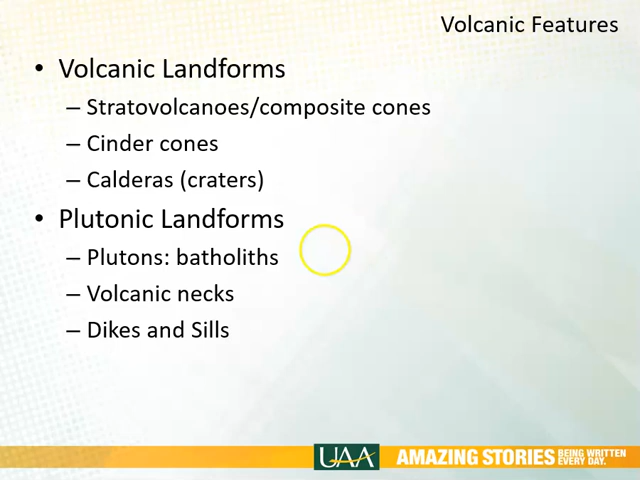 Volcanic Features
• Volcanic Landforms
– Stratovolcanoes/composite cones
– Cinder cones
– Calderas (craters)
• Plutonic Landforms
– Plutons: batholiths
– Volcanic necks
– Dikes and Sills
UAA AMAZING STORIES BEING WRITTEN
EVERY DAY.